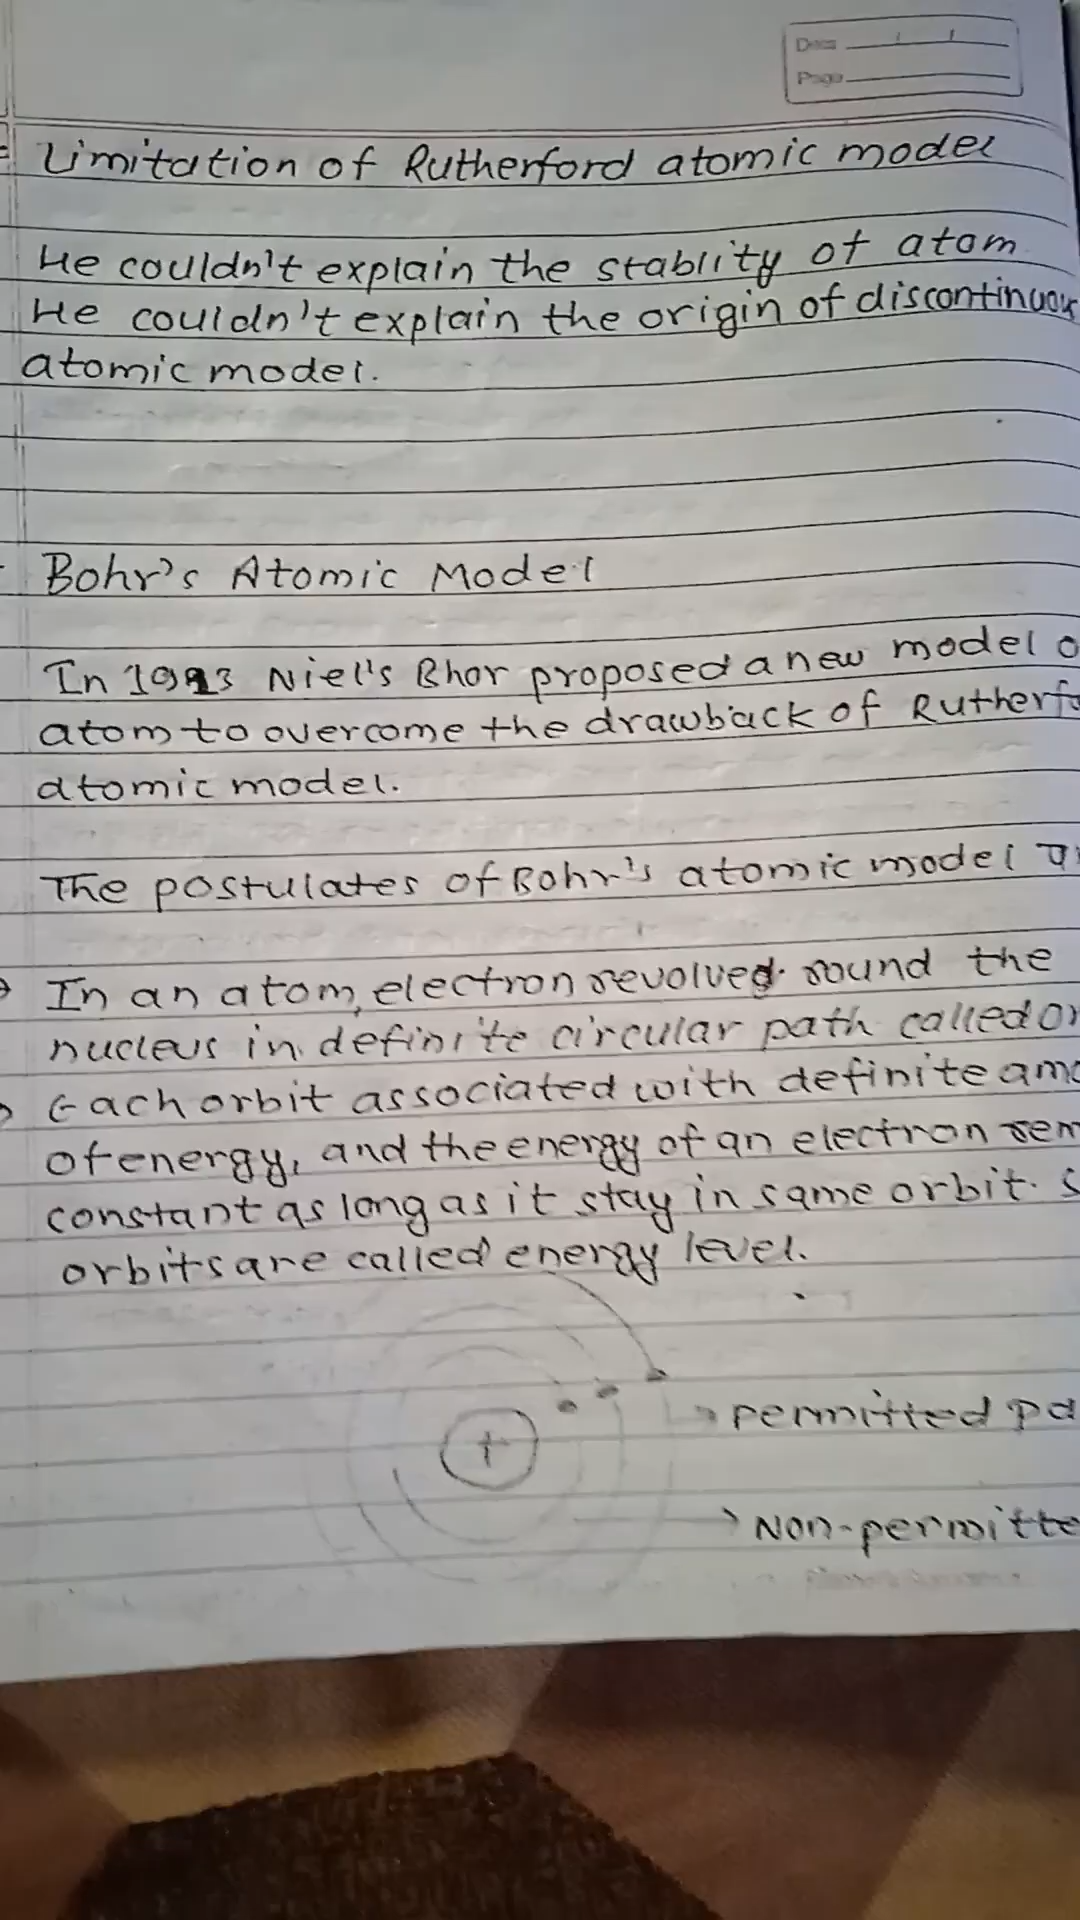 Date
Page
Limitation of Rutherford atomic model
He couldn't explain the stablity of atom
He couldn't explain the origin of discontinuou
atomic model.
Bohr's Atomic Model
In 1913 Niel's Bhor proposed a new model o
atom to overcome the drawback of Rutherfo
atomic model.
The postulates of Bohr's atomic model
In an atom, electron revolved round the
nucleus in definite circular path called or
Each orbit associated with definite amo
of energy, and the energy of an electron rem
constant as long as it stay in same orbit. S
orbits are called energy level.
+
permitted pa
Non-permitte